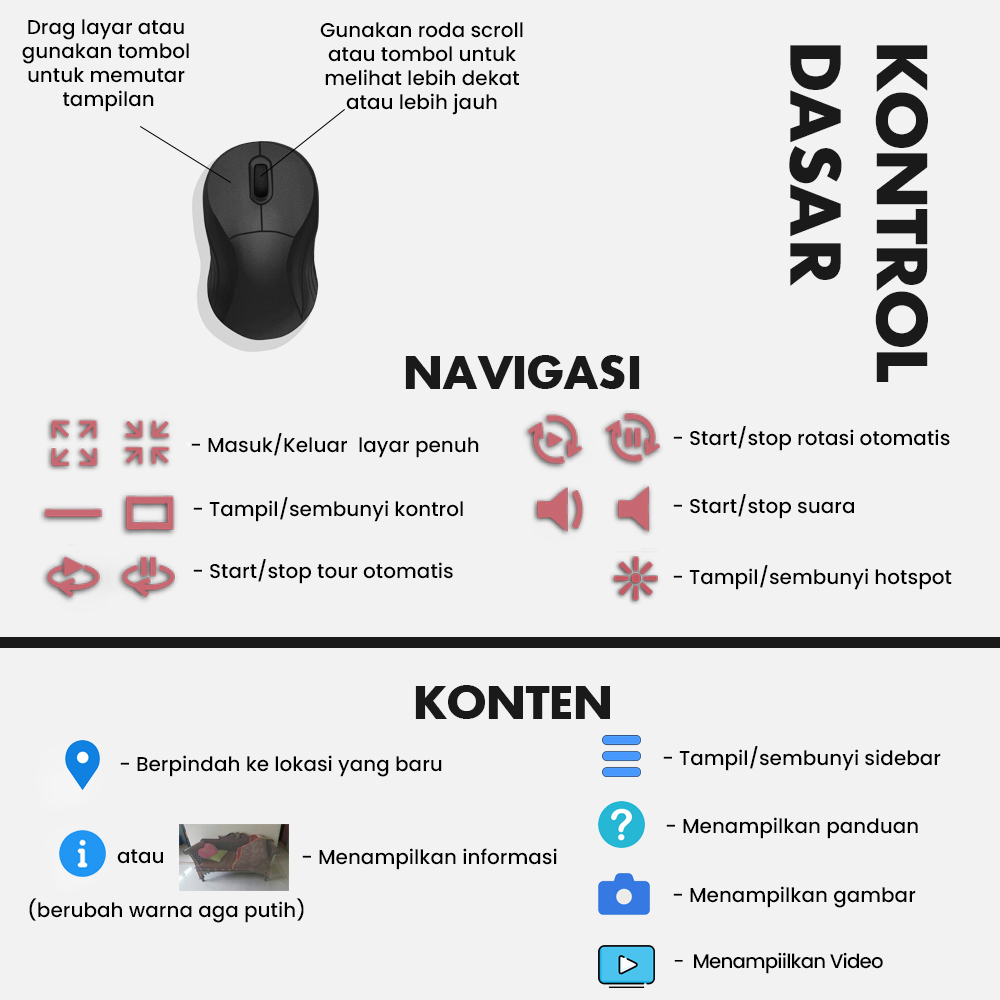 Drag layar atau
gunakan tombol
untuk memutar
tampilan
Gunakan roda scroll
atau tombol untuk
melihat lebih dekat
atau lebih jauh
KONTROL
DASAR
NAVIGASI
- Masuk/Keluar layar penuh
- Tampil/sembunyi kontrol
- Start/stop tour otomatis
- Start/stop rotasi otomatis
- Start/stop suara
- Tampil/sembunyi hotspot
KONTEN
- Berpindah ke lokasi yang baru
i atau - Menampilkan informasi
(berubah warna aga putih)
- Tampil/sembunyi sidebar
? - Menampilkan panduan
- Menampilkan gambar
- Menampiilkan Video